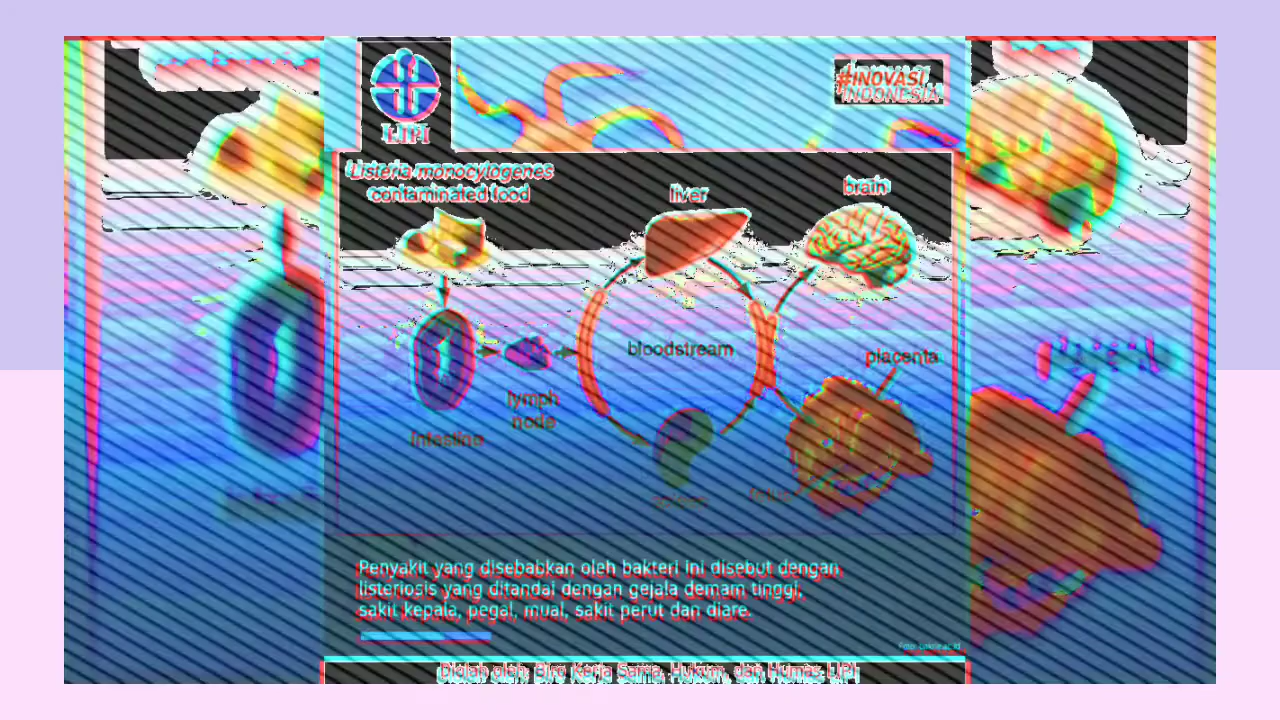 LIPI
#INOVASI
INDONESIA
Listeria monocytogenes
contaminated food
liver
brain
bloodstream
placenta
lymph
node
intestine
fetus
Penyakit yang disebabkan oleh bakteri ini disebut dengan
listeriosis yang ditandai dengan gejala demam tinggi,
sakit kepala, pegal, mual, sakit perut dan diare.
Diolah oleh: Biro Kerja Sama, Hukum, dan Humas LIPI